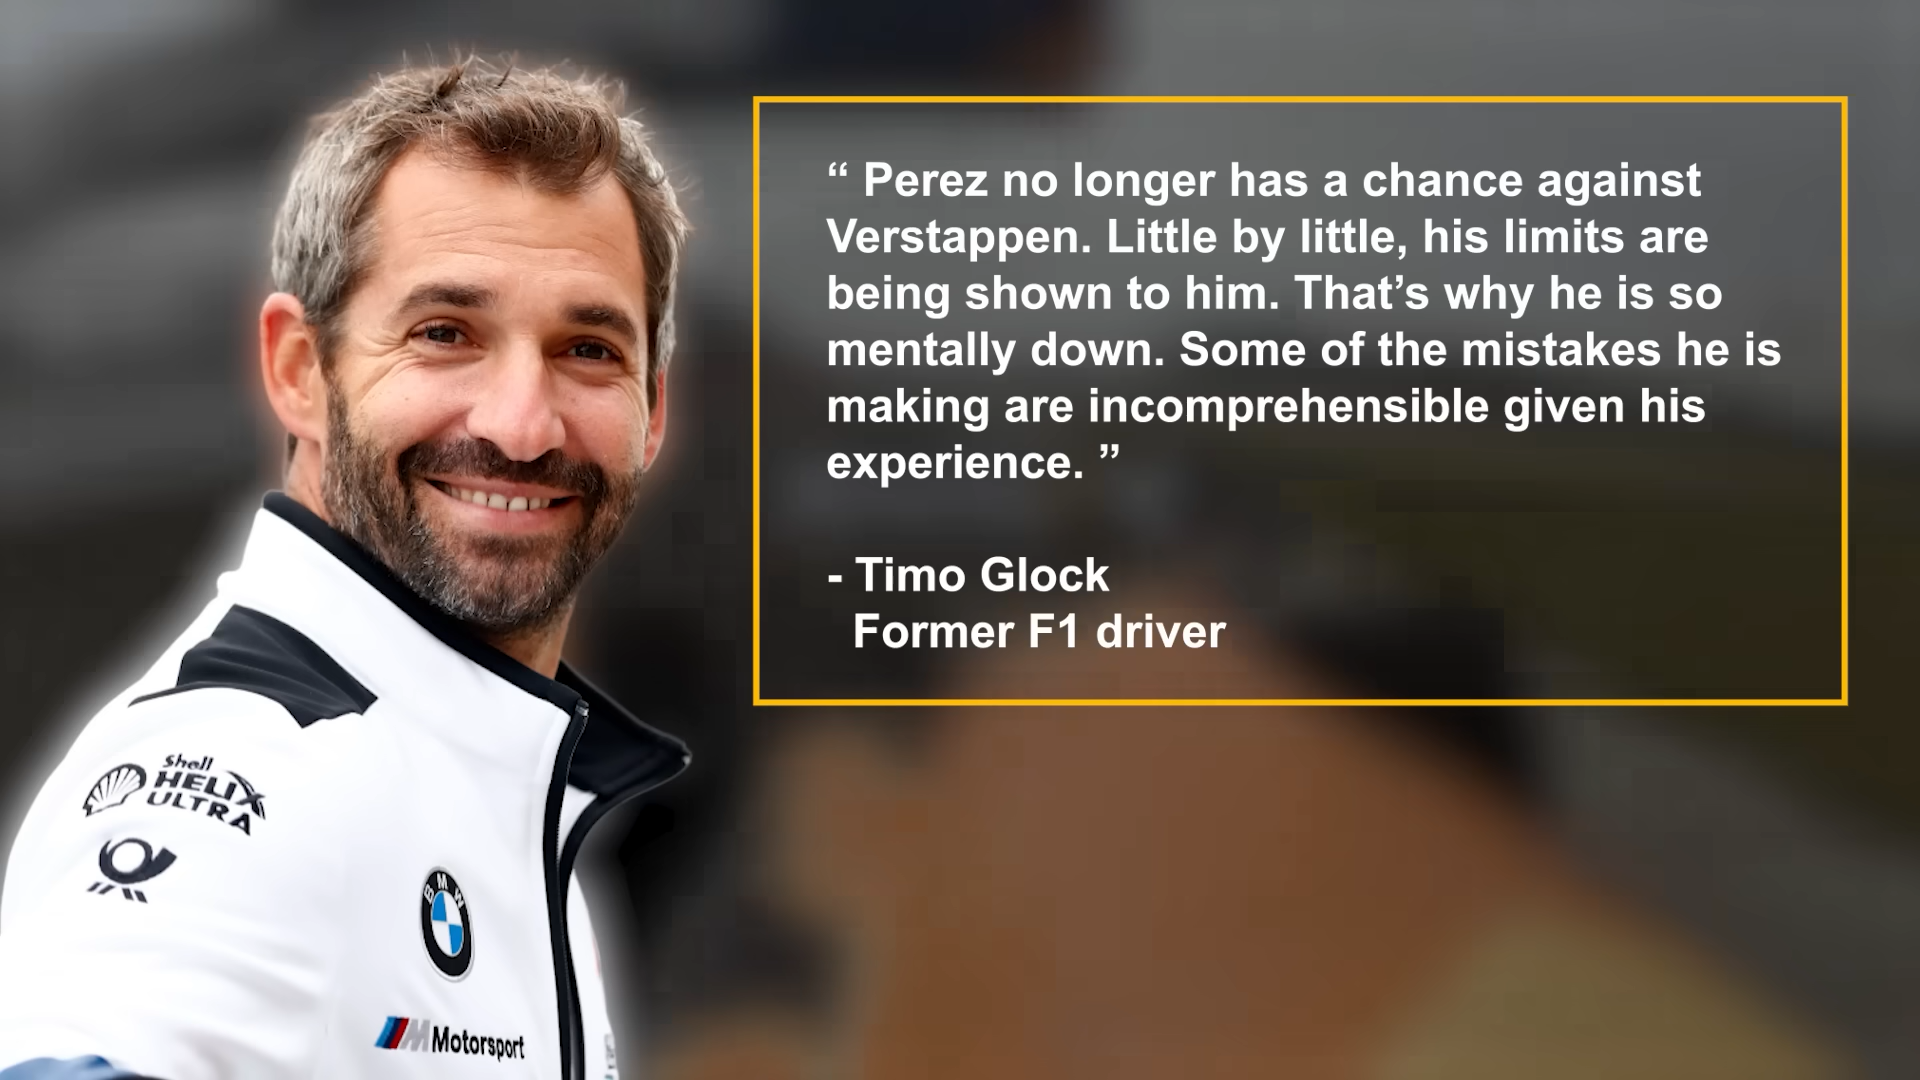 “ Perez no longer has a chance against
Verstappen. Little by little, his limits are
being shown to him. That’s why he is so
mentally down. Some of the mistakes he is
making are incomprehensible given his
experience. ”
- Timo Glock
Former F1 driver
Shell
HELIX
ULTRA
BMW
M Motorsport